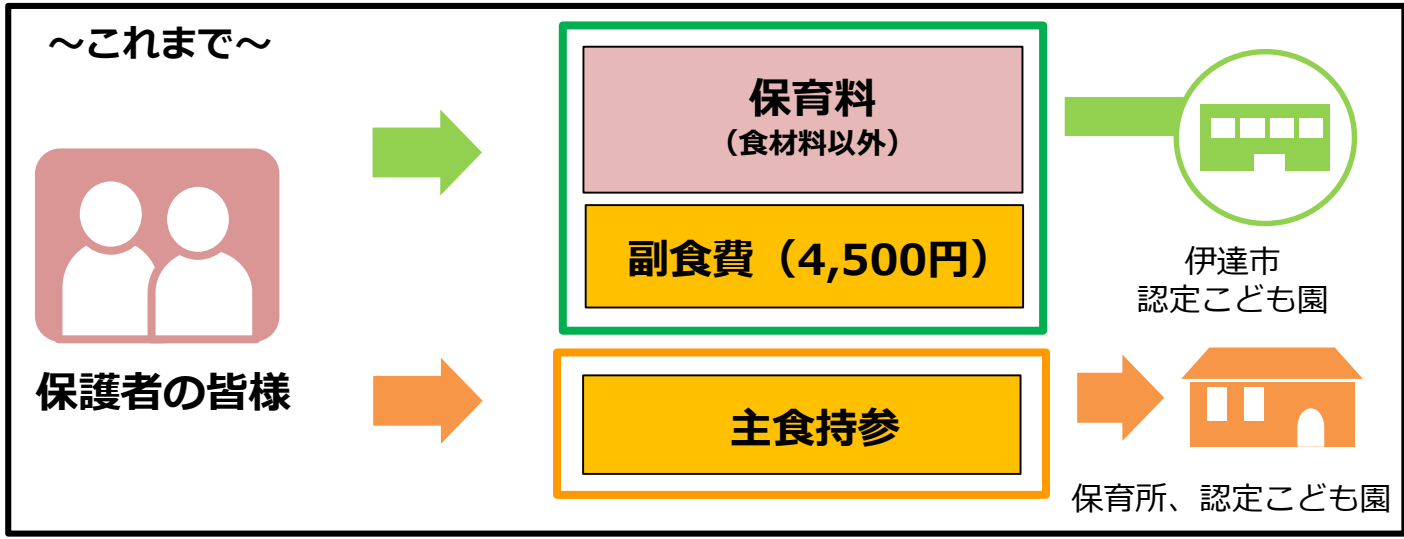 ～これまで～
保護者の皆様
保育料
（食材料以外）
副食費（4,500円）
主食持参
伊達市
認定こども園
保育所、認定こども園